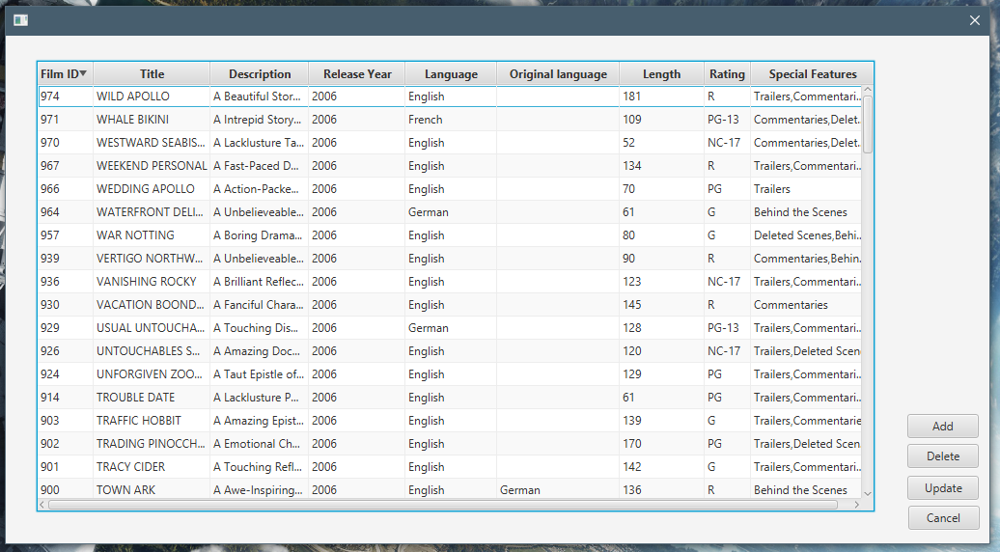 Film ID Title Description Release Year Language Original language Length Rating Special Features
974 WILD APOLLO A Beautiful Stor... 2006 English 181 R Trailers,Commentari...
971 WHALE BIKINI A Intrepid Story... 2006 French 109 PG-13 Commentaries,Delet...
970 WESTWARD SEABIS... A Lacklusture Ta... 2006 English 52 NC-17 Commentaries,Delet...
967 WEEKEND PERSONAL A Fast-Paced D... 2006 English 134 R Trailers,Commentari...
966 WEDDING APOLLO A Action-Packe... 2006 English 70 PG Trailers
964 WATERFRONT DELI... A Unbelieveable... 2006 German 61 G Behind the Scenes
957 WAR NOTTING A Boring Drama... 2006 English 80 G Deleted Scenes,Behi...
939 VERTIGO NORTHW... A Unbelieveable... 2006 English 90 R Commentaries,Behin...
936 VANISHING ROCKY A Brilliant Reflec... 2006 English 123 NC-17 Trailers,Commentari...
930 VACATION BOOND... A Fanciful Chara... 2006 English 145 R Commentaries
929 USUAL UNTOUCHA... A Touching Dis... 2006 German 128 PG-13 Trailers,Commentari...
926 UNTOUCHABLES S... A Amazing Doc... 2006 English 120 NC-17 Trailers,Deleted Scen
924 UNFORGIVEN ZOO... A Taut Epistle of... 2006 English 129 PG Trailers,Commentari...
914 TROUBLE DATE A Lacklusture P... 2006 English 61 PG Trailers,Commentari...
903 TRAFFIC HOBBIT A Amazing Epist... 2006 English 139 G Trailers,Commentarie
902 TRADING PINOCCH... A Emotional Ch... 2006 English 170 PG Trailers,Deleted Scen
901 TRACY CIDER A Touching Refl... 2006 English 142 G Trailers,Commentari...
900 TOWN ARK A Awe-Inspiring... 2006 English German 136 R Behind the Scenes
Add
Delete
Update
Cancel